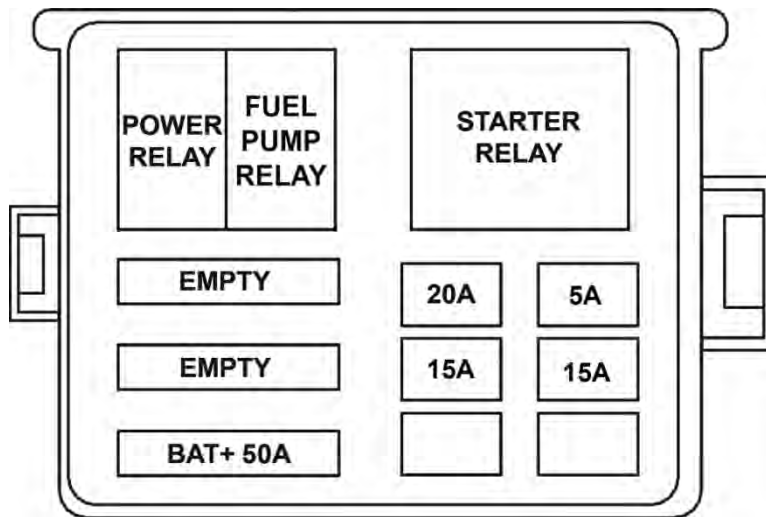 POWER
RELAY
FUEL
PUMP
RELAY
STARTER
RELAY
EMPTY
20A
5A
EMPTY
15A
15A
BAT+ 50A